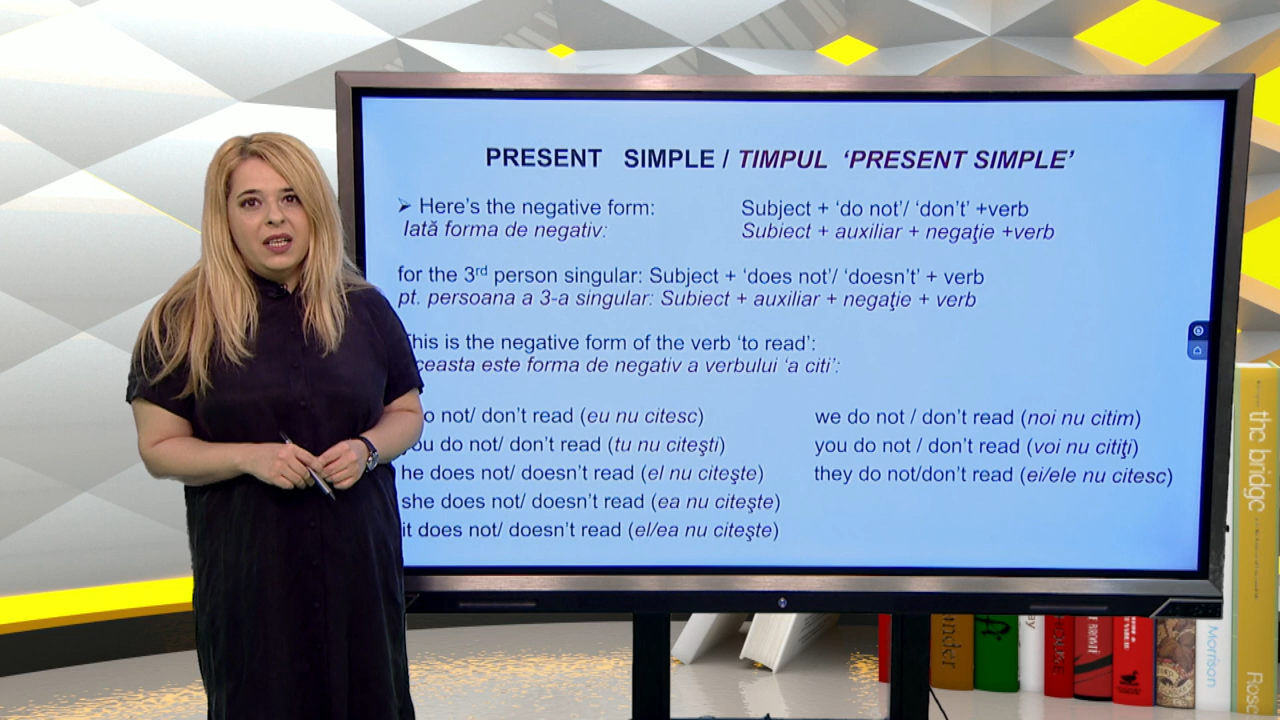 PRESENT SIMPLE / TIMPUL ‘PRESENT SIMPLE’
➢ Here’s the negative form: Subject + ‘do not’/ ‘don’t’ +verb
Iată forma de negativ: Subiect + auxiliar + negaţie +verb
for the 3rd person singular: Subject + ‘does not’/ ‘doesn’t’ + verb
pt. persoana a 3-a singular: Subiect + auxiliar + negaţie + verb
This is the negative form of the verb ‘to read’:
ceasta este forma de negativ a verbului ‘a citi’:
o not/ don’t read (eu nu citesc) we do not / don’t read (noi nu citim)
you do not/ don’t read (tu nu citeşti) you do not / don’t read (voi nu citiţi)
he does not/ doesn’t read (el nu citeşte) they do not/don’t read (ei/ele nu citesc)
she does not/ doesn’t read (ea nu citeşte)
it does not/ doesn’t read (el/ea nu citeşte)
the bridge
Morrison